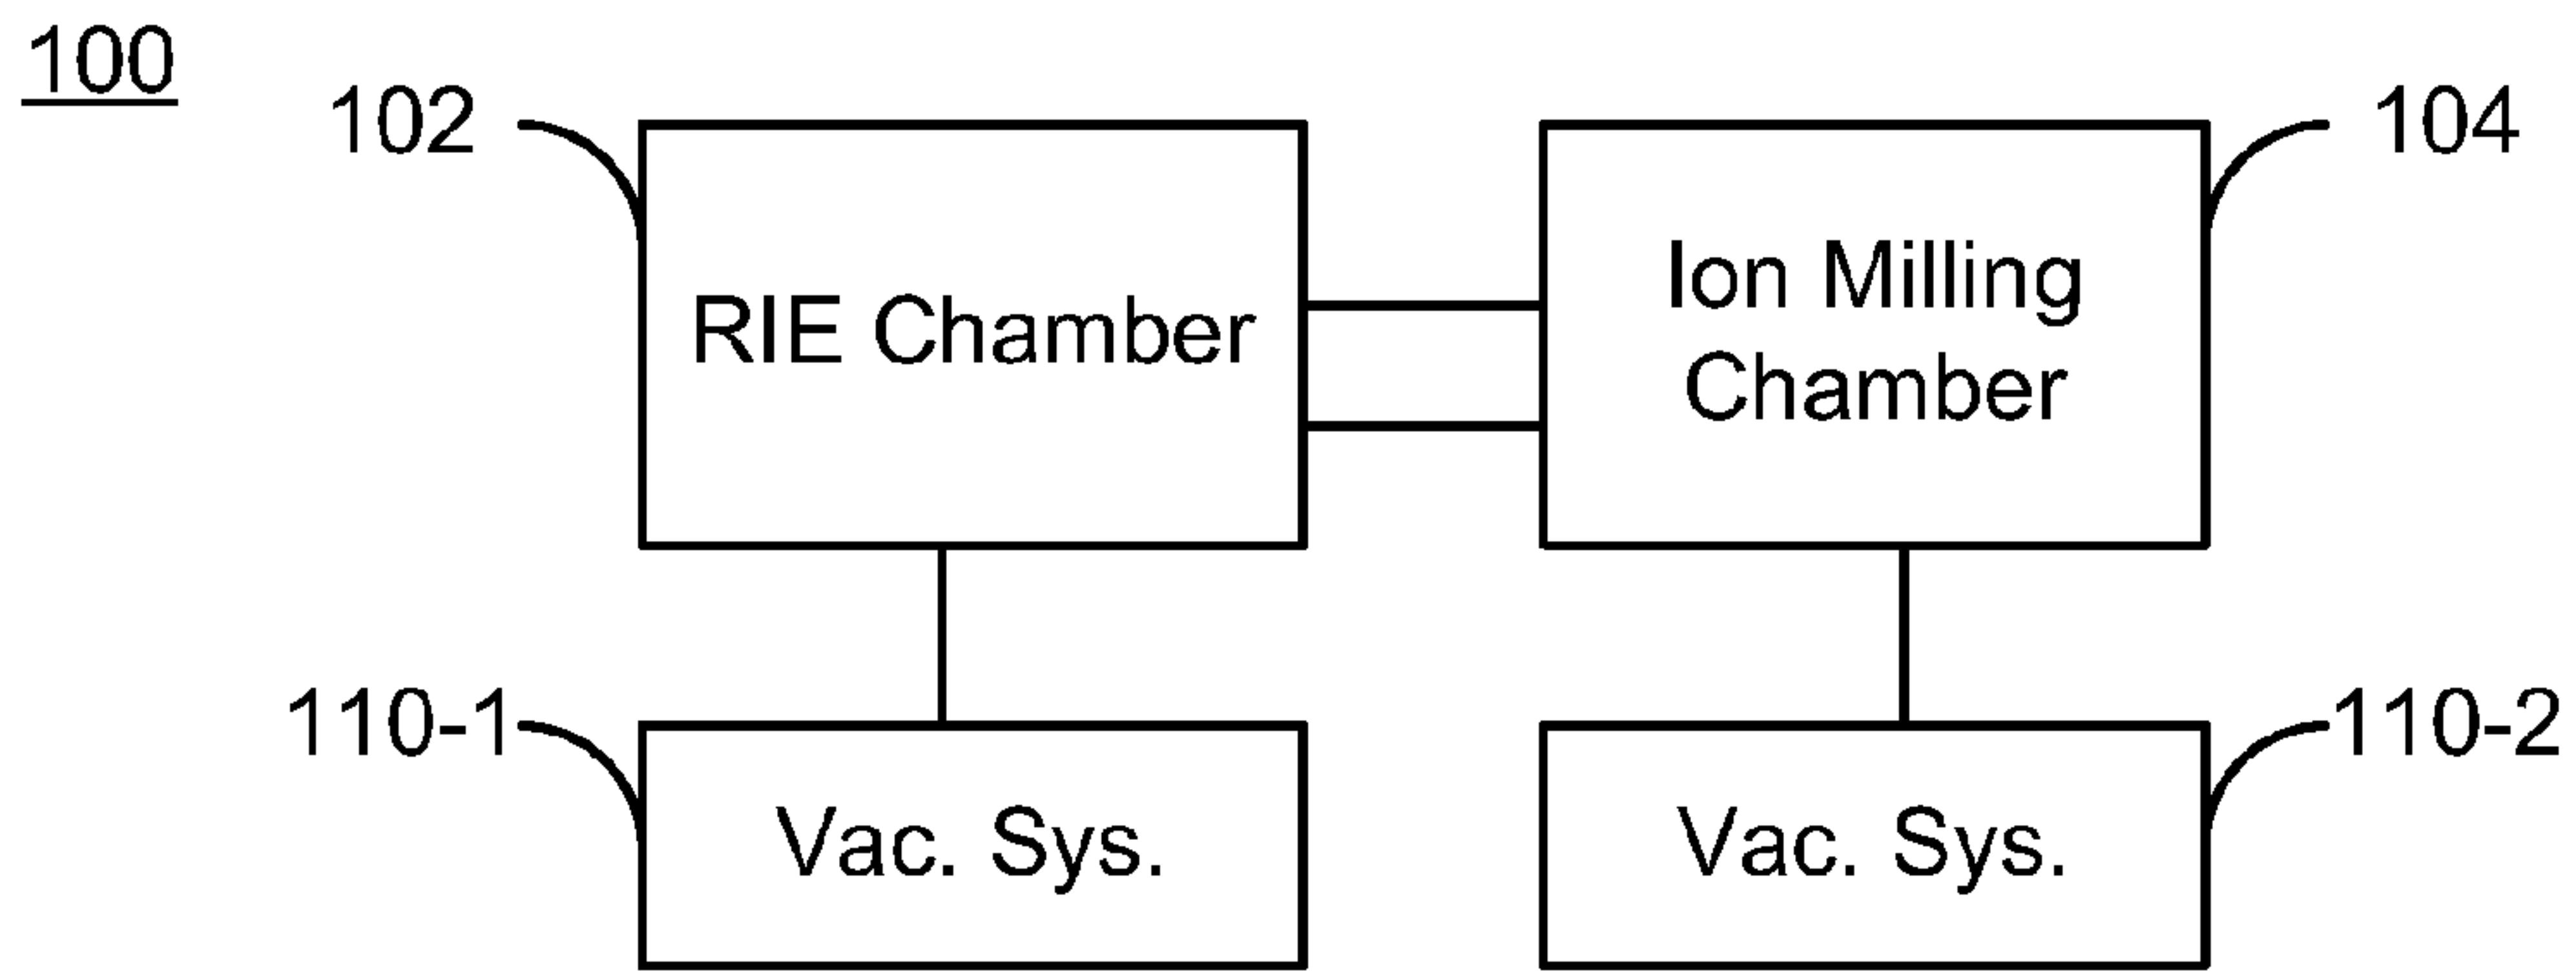 100
102
104
RIE Chamber
Ion Milling
Chamber
110-1
110-2
Vac. Sys.
Vac. Sys.